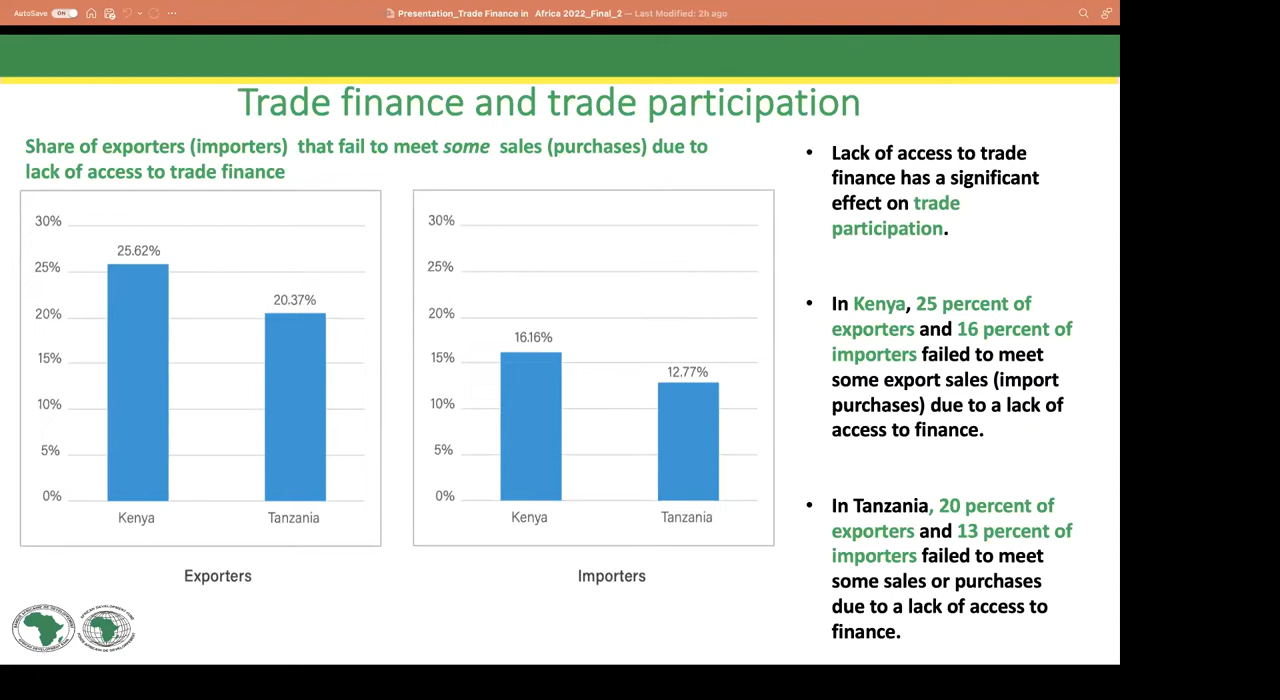 AutoSave ON
Presentation_Trade Finance in Africa 2022_Final_2 — Last Modified: 2h ago
Trade finance and trade participation
Share of exporters (importers) that fail to meet some sales (purchases) due to
lack of access to trade finance
30%
25%
20%
15%
10%
5%
0%
25.62%
20.37%
Kenya
Tanzania
Exporters
30%
25%
20%
15%
10%
5%
0%
16.16%
12.77%
Kenya
Tanzania
Importers
• Lack of access to trade
finance has a significant
effect on trade
participation.
• In Kenya, 25 percent of
exporters and 16 percent of
importers failed to meet
some export sales (import
purchases) due to a lack of
access to finance.
• In Tanzania, 20 percent of
exporters and 13 percent of
importers failed to meet
some sales or purchases
due to a lack of access to
finance.